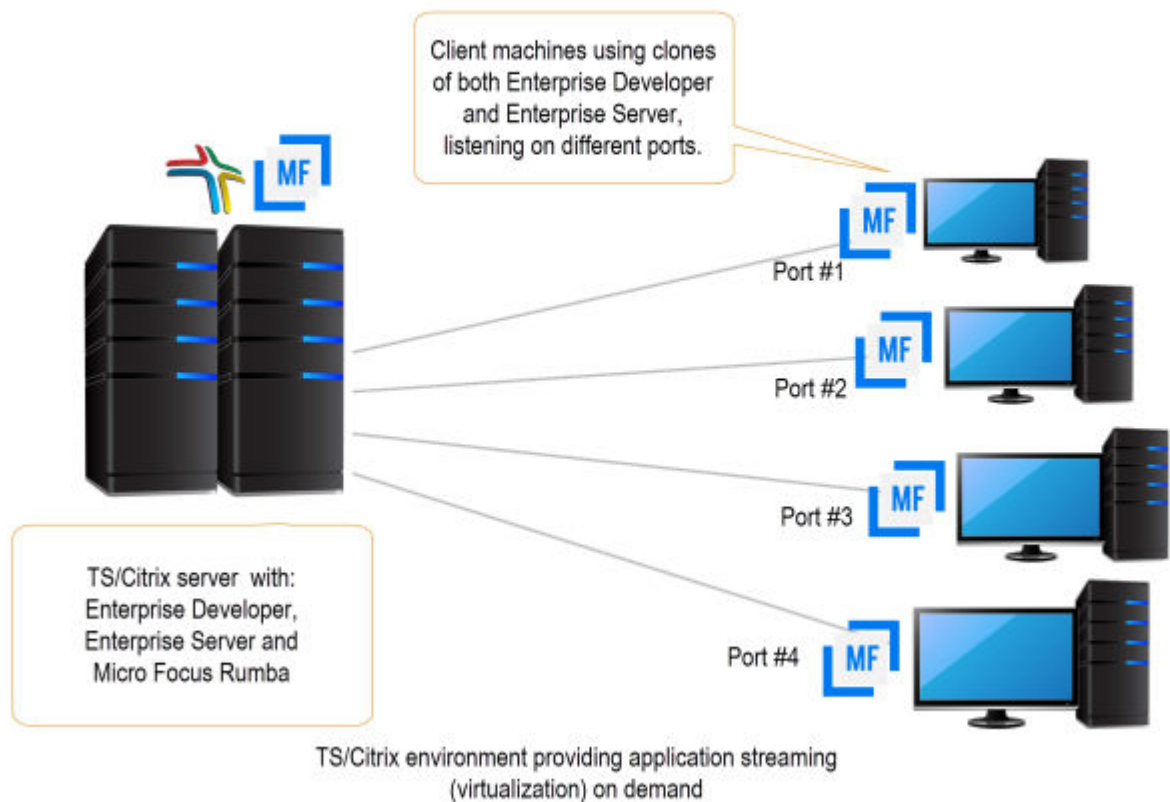 Client machines using clones
of both Enterprise Developer
and Enterprise Server,
listening on different ports.
MF
MF
Port #1
MF
Port #2
MF
Port #3
MF
Port #4
TS/Citrix server with:
Enterprise Developer,
Enterprise Server and
Micro Focus Rumba
TS/Citrix environment providing application streaming
(virtualization) on demand